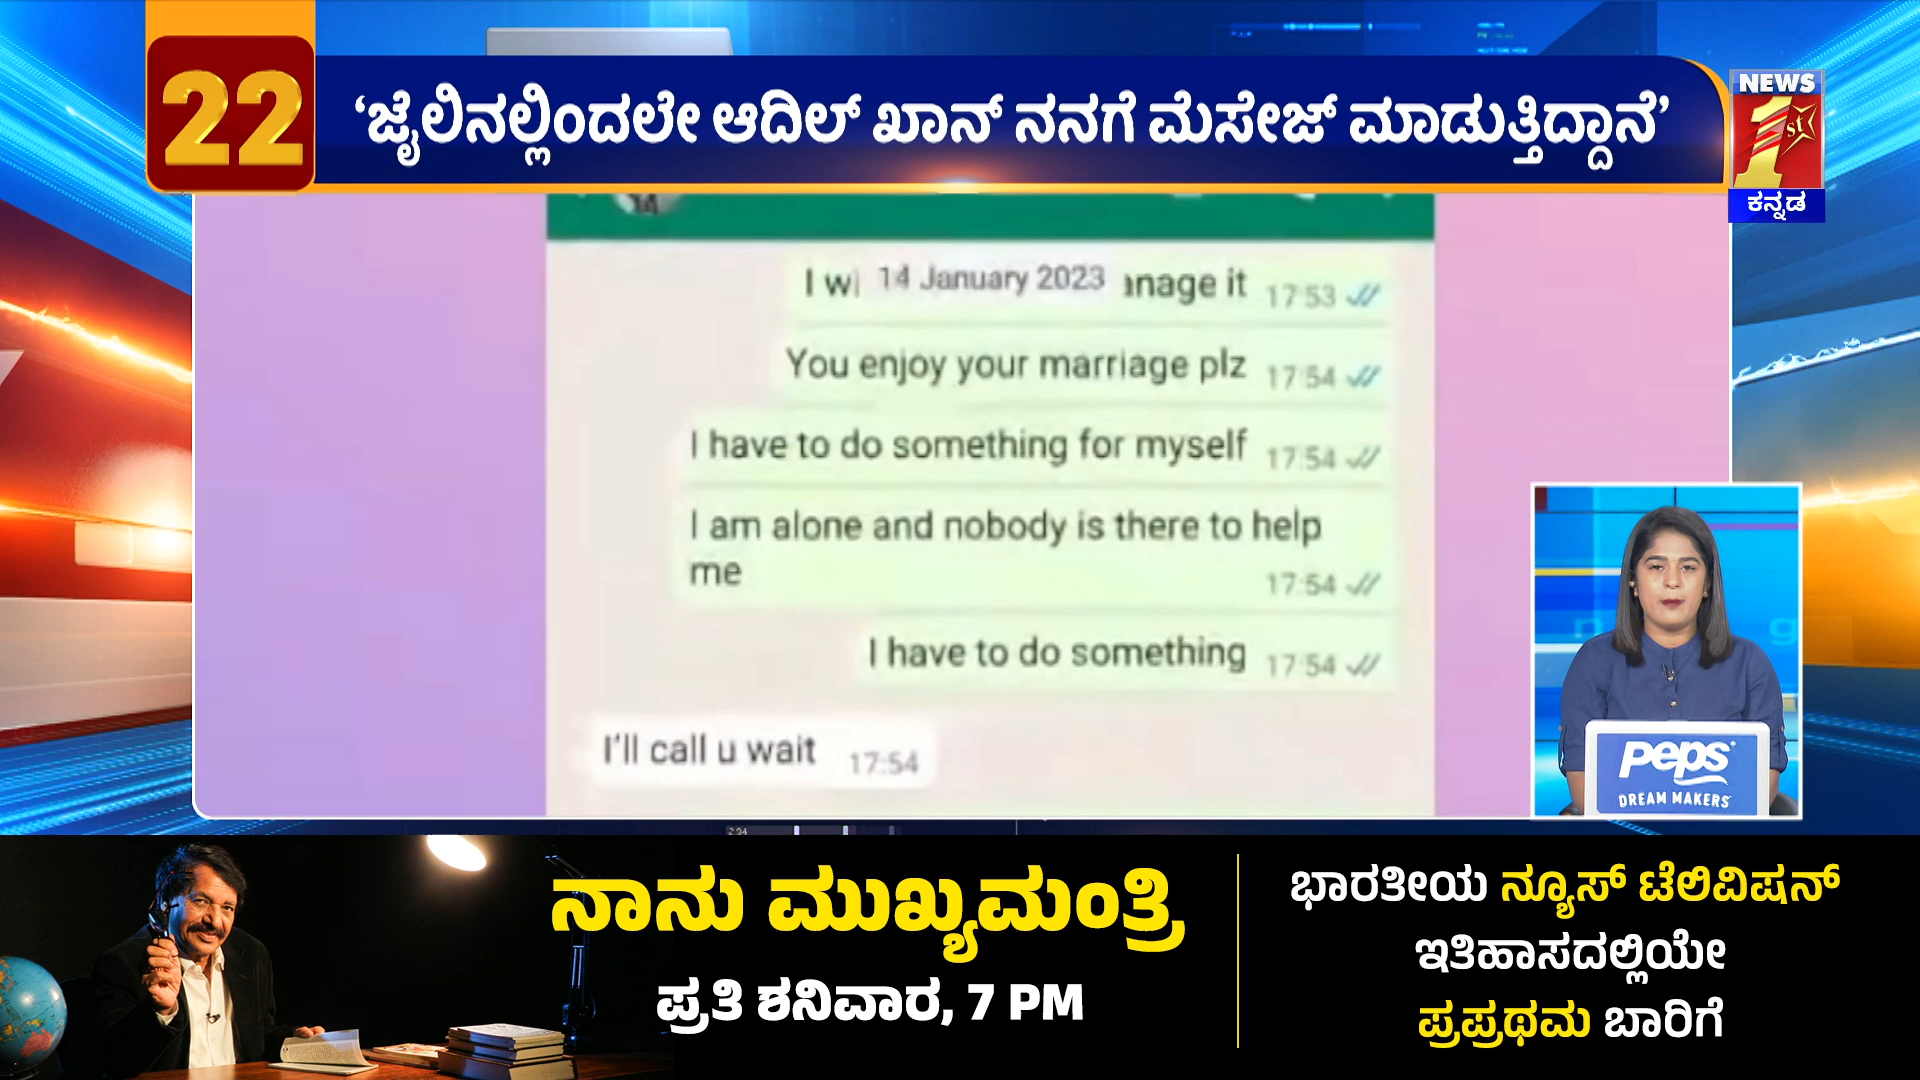 22
‘ಜೈಲಿನಲ್ಲಿಂದಲೇ ಆದಿಲ್ ಖಾನ್ ನನಗೆ ಮೆಸೇಜ್ ಮಾಡುತ್ತಿದ್ದಾನೆ’
NEWS
1st
ಕನ್ನಡ
14 January 2023
I it 17:53
You enjoy your marriage plz 17:54
I have to do something for myself 17:54
I am alone and nobody is there to help
me 17:54
I have to do something 17:54
I'll call u wait 17:54
peps
DREAM MAKERS
ನಾನು ಮುಖ್ಯಮಂತ್ರಿ
ಪ್ರತಿ ಶನಿವಾರ, 7 PM
ಭಾರತೀಯ ನ್ಯೂಸ್ ಟೆಲಿವಿಷನ್
ಇತಿಹಾಸದಲ್ಲಿಯೇ
ಪ್ರಪ್ರಥಮ ಬಾರಿಗೆ